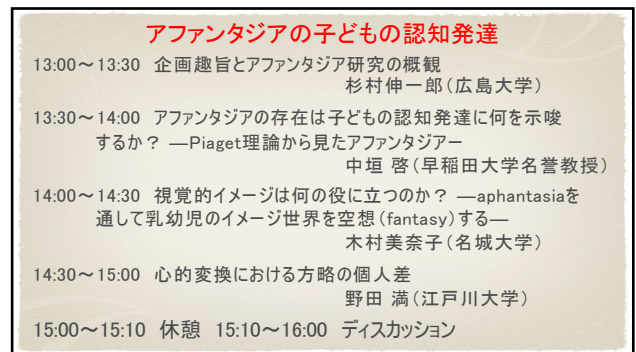 アファンタジアの子どもの認知発達
13:00～13:30 企画趣旨とアファンタジア研究の概観
杉村伸一郎（広島大学）
13:30～14:00 アファンタジアの存在は子どもの認知発達に何を示唆
するか？ ―Piaget理論から見たアファンタジアー
中垣 啓（早稲田大学名誉教授）
14:00～14:30 視覚的イメージは何の役に立つのか？ ―aphantasiaを
通して乳幼児のイメージ世界を空想（fantasy）する―
木村美奈子（名城大学）
14:30～15:00 心的変換における方略の個人差
野田 満（江戸川大学）
15:00～15:10 休憩 15:10～16:00 ディスカッション